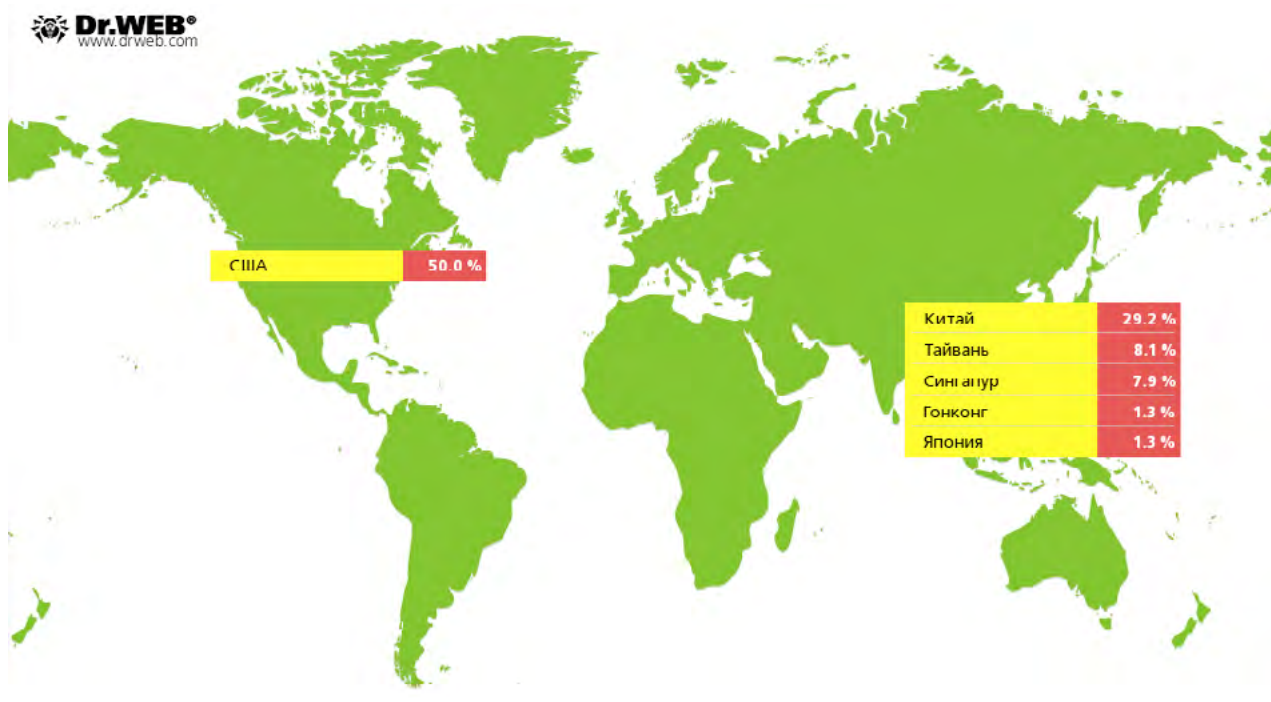 Dr.WEB®
www.drweb.com
США 50.0 %
Китай 29.2 %
Тайвань 8.1 %
Сингапур 7.9 %
Гонконг 1.3 %
Япония 1.3 %